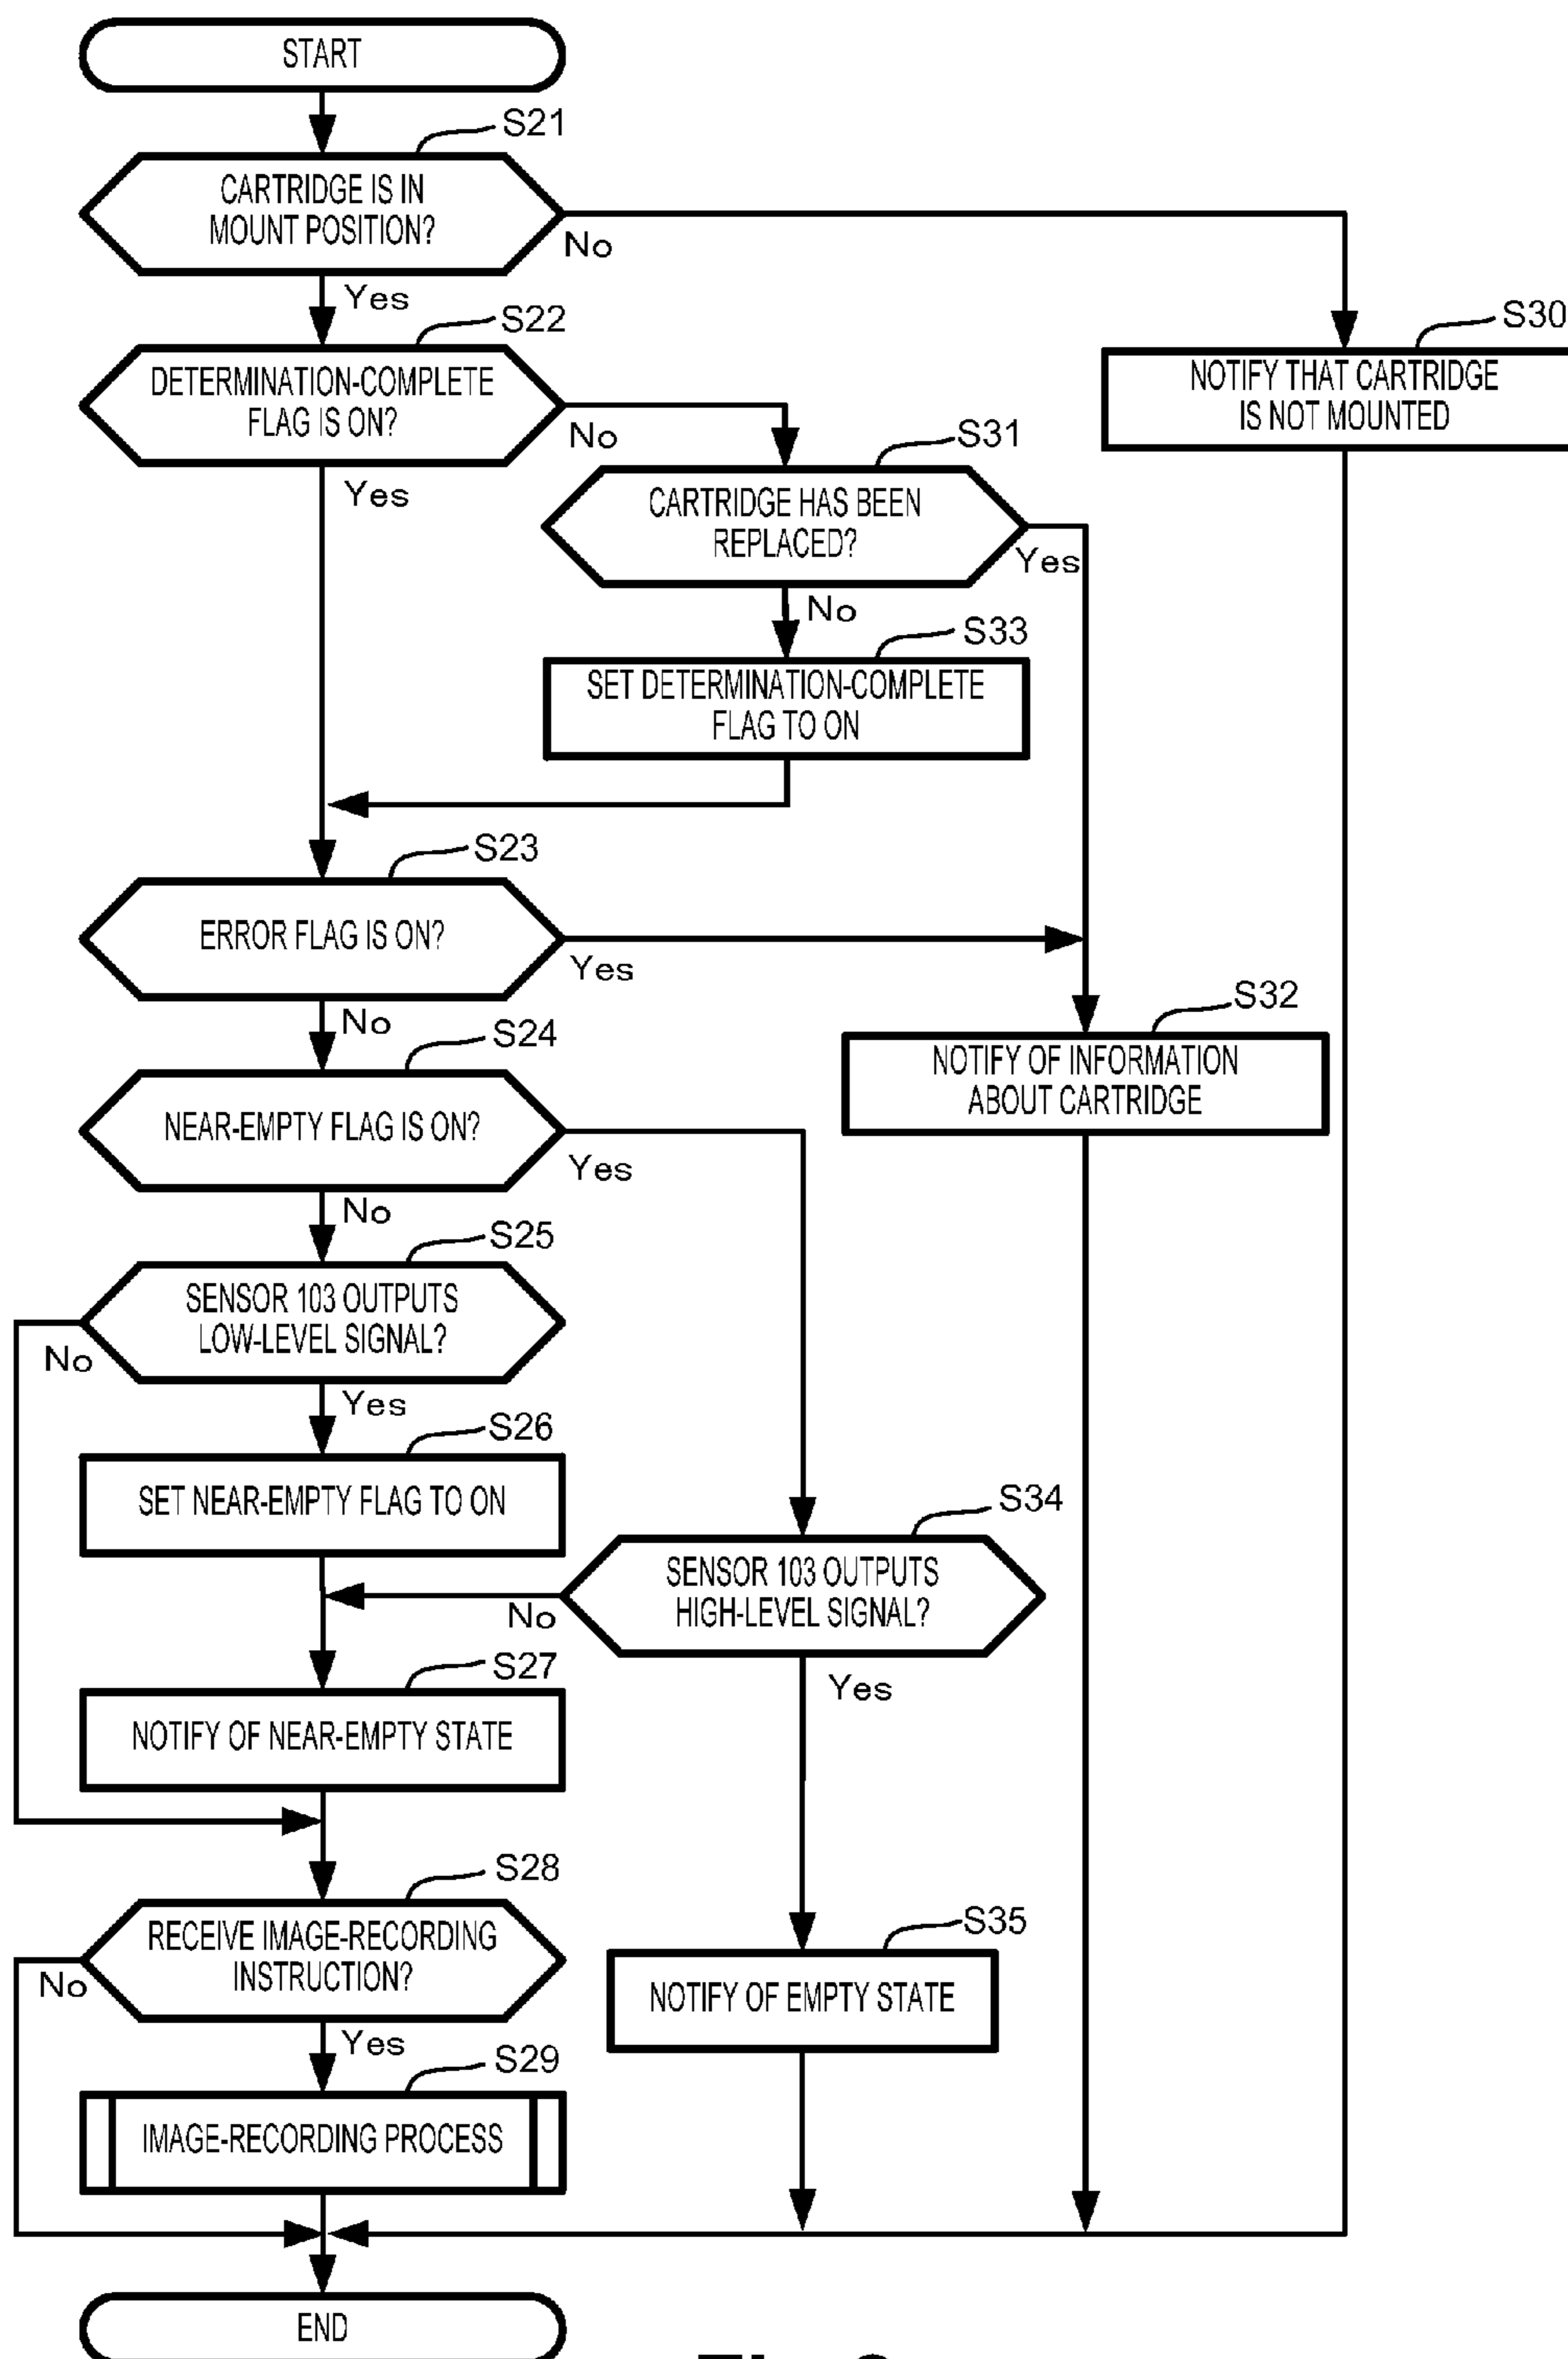 START
S21
CARTRIDGE IS IN
MOUNT POSITION?
No
Yes
S22
S30
DETERMINATION-COMPLETE
FLAG IS ON?
No
Yes
NOTIFY THAT CARTRIDGE
IS NOT MOUNTED
S31
CARTRIDGE HAS BEEN
REPLACED?
Yes
No
S33
SET DETERMINATION-COMPLETE
FLAG TO ON
S23
ERROR FLAG IS ON?
Yes
No
S32
NOTIFY OF INFORMATION
ABOUT CARTRIDGE
S24
NEAR-EMPTY FLAG IS ON?
Yes
No
S25
SENSOR 103 OUTPUTS
LOW-LEVEL SIGNAL?
No
Yes
S26
SET NEAR-EMPTY FLAG TO ON
S34
SENSOR 103 OUTPUTS
HIGH-LEVEL SIGNAL?
No
Yes
S27
NOTIFY OF NEAR-EMPTY STATE
S28
RECEIVE IMAGE-RECORDING
INSTRUCTION?
No
Yes
S35
NOTIFY OF EMPTY STATE
S29
IMAGE-RECORDING PROCESS
END